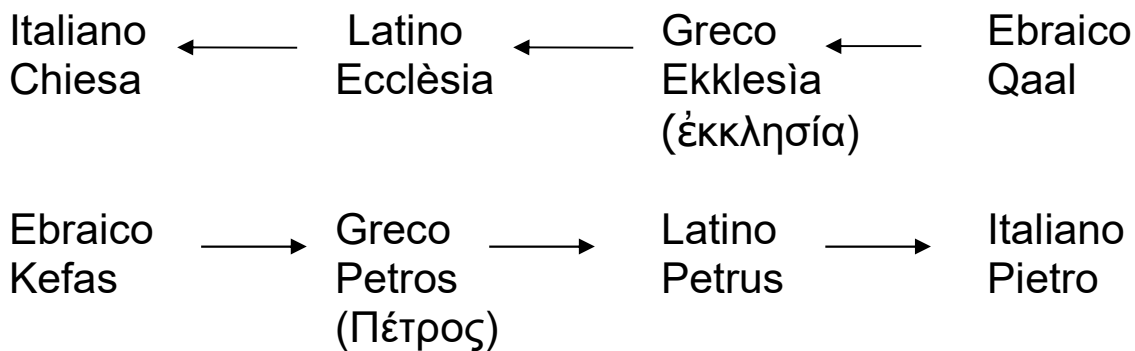 Italiano Latino Greco Ebraico
Chiesa Ecclèsia Ekklesìa Qaal
(ἐκκλησία)
Ebraico Greco Latino Italiano
Kefas Petros Petrus Pietro
(Πέτρος)